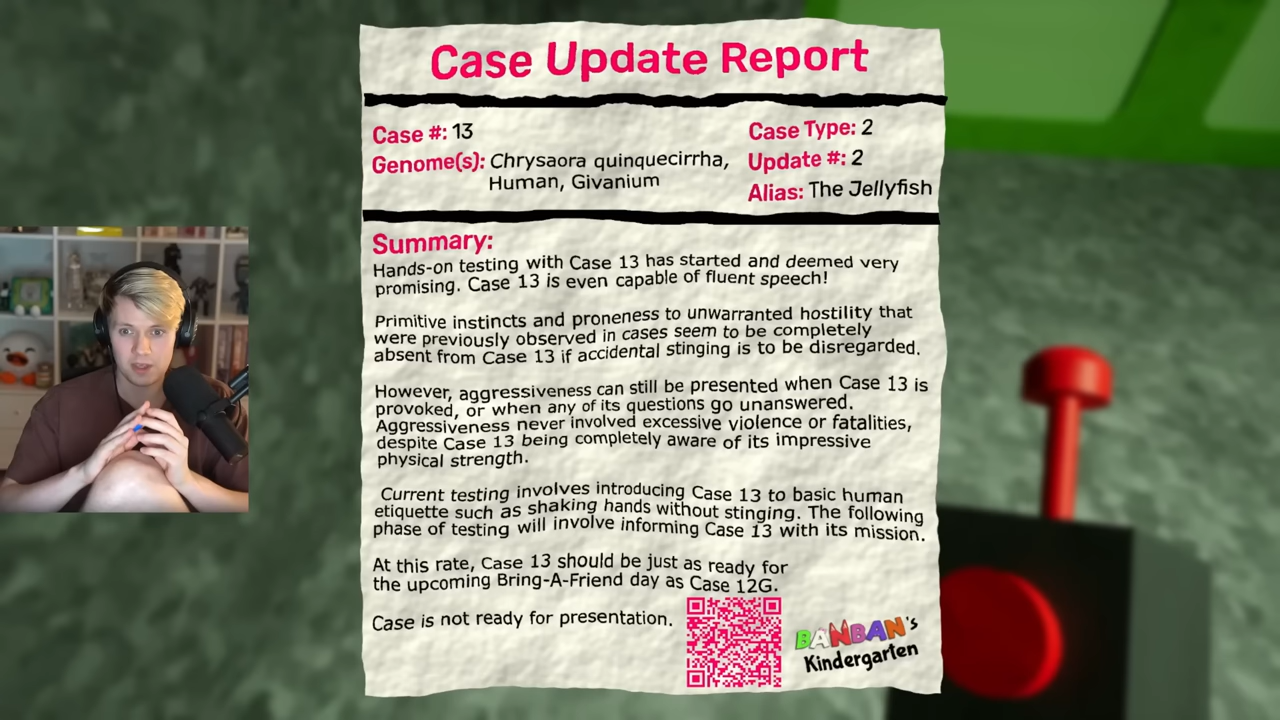 Case Update Report
Case #: 13
Case Type: 2
Genome(s): Chrysaora quinquecirrha,
Human, Givanium
Update #: 2
Alias: The Jellyfish
Summary:
Hands-on testing with Case 13 has started and deemed very
promising. Case 13 is even capable of fluent speech!
Primitive instincts and proneness to unwarranted hostility that
were previously observed in cases seem to be completely
absent from Case 13 if accidental stinging is to be disregarded.
However, aggressiveness can still be presented when Case 13 is
provoked, or when any of its questions go unanswered.
Aggressiveness never involved excessive violence or fatalities,
despite Case 13 being completely aware of its impressive
physical strength.
Current testing involves introducing Case 13 to basic human
etiquette such as shaking hands without stinging. The following
phase of testing will involve informing Case 13 with its mission.
At this rate, Case 13 should be just as ready for
the upcoming Bring-A-Friend day as Case 12G.
Case is not ready for presentation.
BANBAN's
Kindergarten